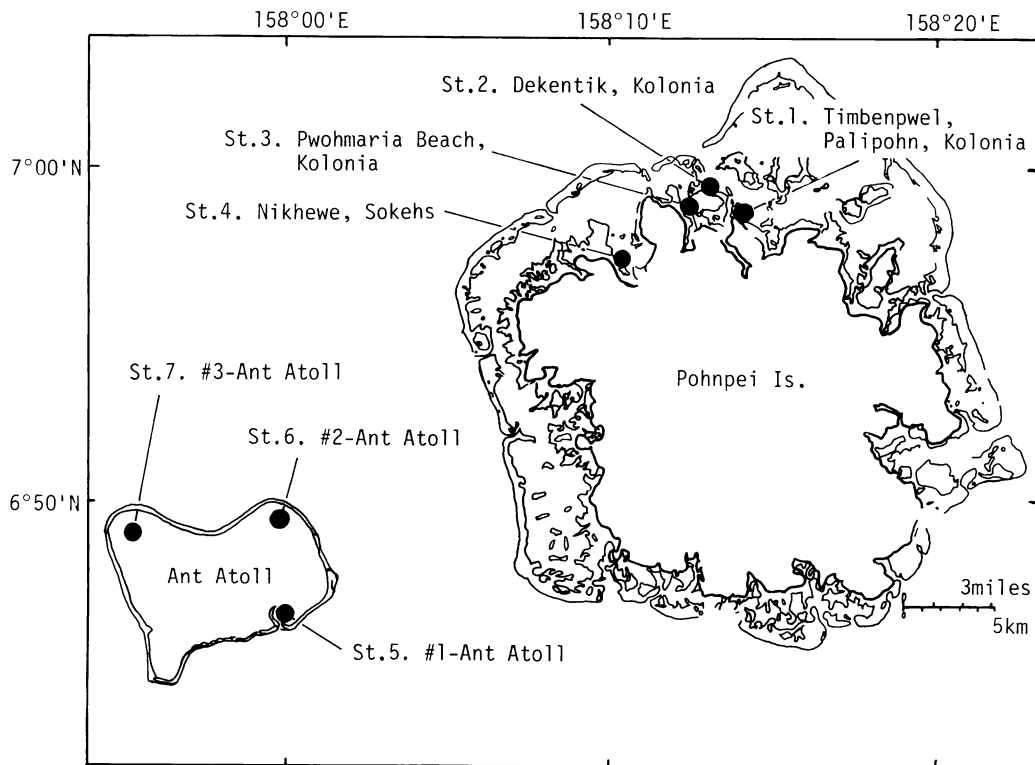 158°00'E
158°10'E
158°20'E
St.2. Dekentik, Kolonia
St.1. Timbenpwel,
Palipohn, Kolonia
St.3. Pwohmaria Beach,
Kolonia
7°00'N
St.4. Nikhewe, Sokehs
St.7. #3-Ant Atoll
Pohnpei Is.
St.6. #2-Ant Atoll
6°50'N
Ant Atoll
3miles
5km
St.5. #1-Ant Atoll